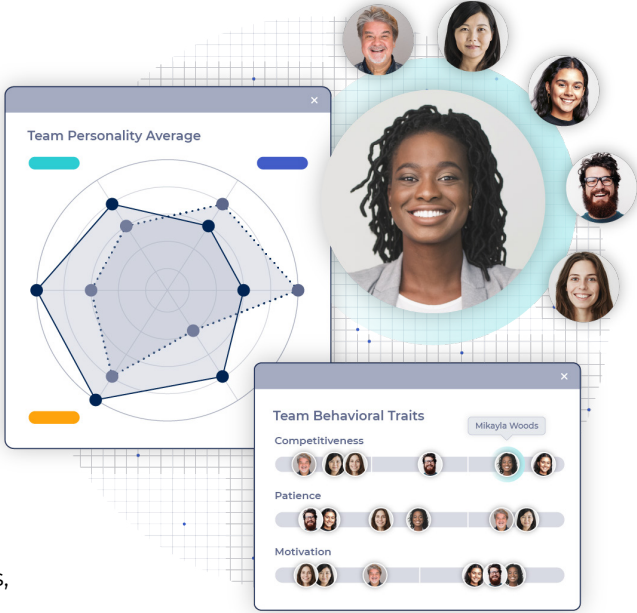 Team Personality Average
Team Behavioral Traits
Mikayla Woods
Competitiveness
Patience
Motivation
s,